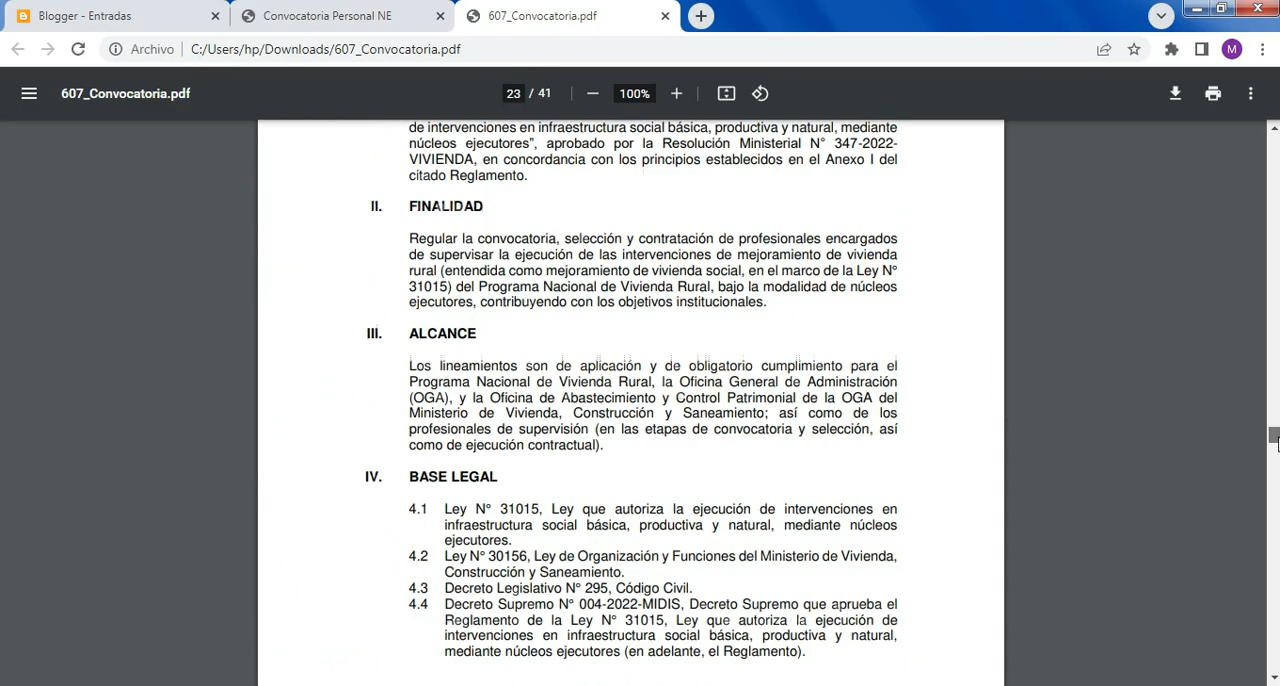 Blogger - Entradas
Convocatoria Personal NE
607_Convocatoria.pdf
Archivo
C:/Users/hp/Downloads/607_Convocatoria.pdf
M
607_Convocatoria.pdf
23 / 41
100%
de intervenciones en infraestructura social básica, productiva y natural, mediante
núcleos ejecutores”, aprobado por la Resolución Ministerial N° 347-2022-
VIVIENDA, en concordancia con los principios establecidos en el Anexo I del
citado Reglamento.
II. FINALIDAD
Regular la convocatoria, selección y contratación de profesionales encargados
de supervisar la ejecución de las intervenciones de mejoramiento de vivienda
rural (entendida como mejoramiento de vivienda social, en el marco de la Ley N°
31015) del Programa Nacional de Vivienda Rural, bajo la modalidad de núcleos
ejecutores, contribuyendo con los objetivos institucionales.
III. ALCANCE
Los lineamientos son de aplicación y de obligatorio cumplimiento para el
Programa Nacional de Vivienda Rural, la Oficina General de Administración
(OGA), y la Oficina de Abastecimiento y Control Patrimonial de la OGA del
Ministerio de Vivienda, Construcción y Saneamiento; así como de los
profesionales de supervisión (en las etapas de convocatoria y selección, así
como de ejecución contractual).
IV. BASE LEGAL
4.1 Ley N° 31015, Ley que autoriza la ejecución de intervenciones en
infraestructura social básica, productiva y natural, mediante núcleos
ejecutores.
4.2 Ley N° 30156, Ley de Organización y Funciones del Ministerio de Vivienda,
Construcción y Saneamiento.
4.3 Decreto Legislativo N° 295, Código Civil.
4.4 Decreto Supremo N° 004-2022-MIDIS, Decreto Supremo que aprueba el
Reglamento de la Ley N° 31015, Ley que autoriza la ejecución de
intervenciones en infraestructura social básica, productiva y natural,
mediante núcleos ejecutores (en adelante, el Reglamento).